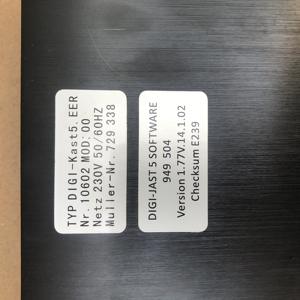 TYP DIGI-Kast5. EER
Nr. 10602 MOD:00
Netz 230V 50/60HZ
Muller-Nr. 729 338
DIGI-JAST 5 SOFTWARE
949 504
Version 1.77V.14.1.02
Checksum E239